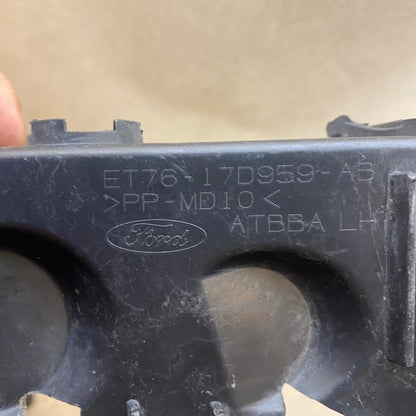 ET76-17D959-AB
>PP-MD10<
Ford ATBBA LH